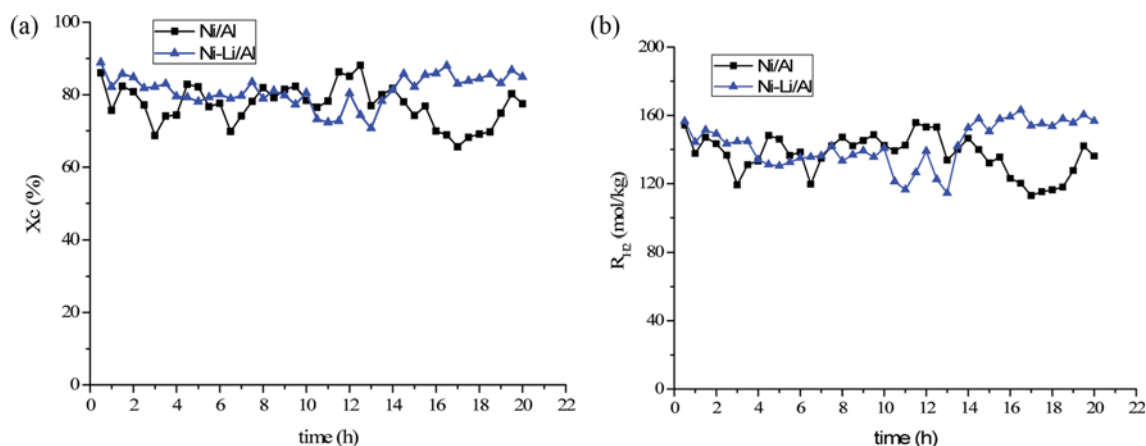 (a)
Ni/Al
Ni-Li/Al
100
80
60
40
20
0
Xc (%)
0 2 4 6 8 10 12 14 16 18 20 22
time (h)
(b)
Ni/Al
Ni-Li/Al
200
160
120
80
40
0
R_H2 (mol/kg)
0 2 4 6 8 10 12 14 16 18 20 22
time (h)